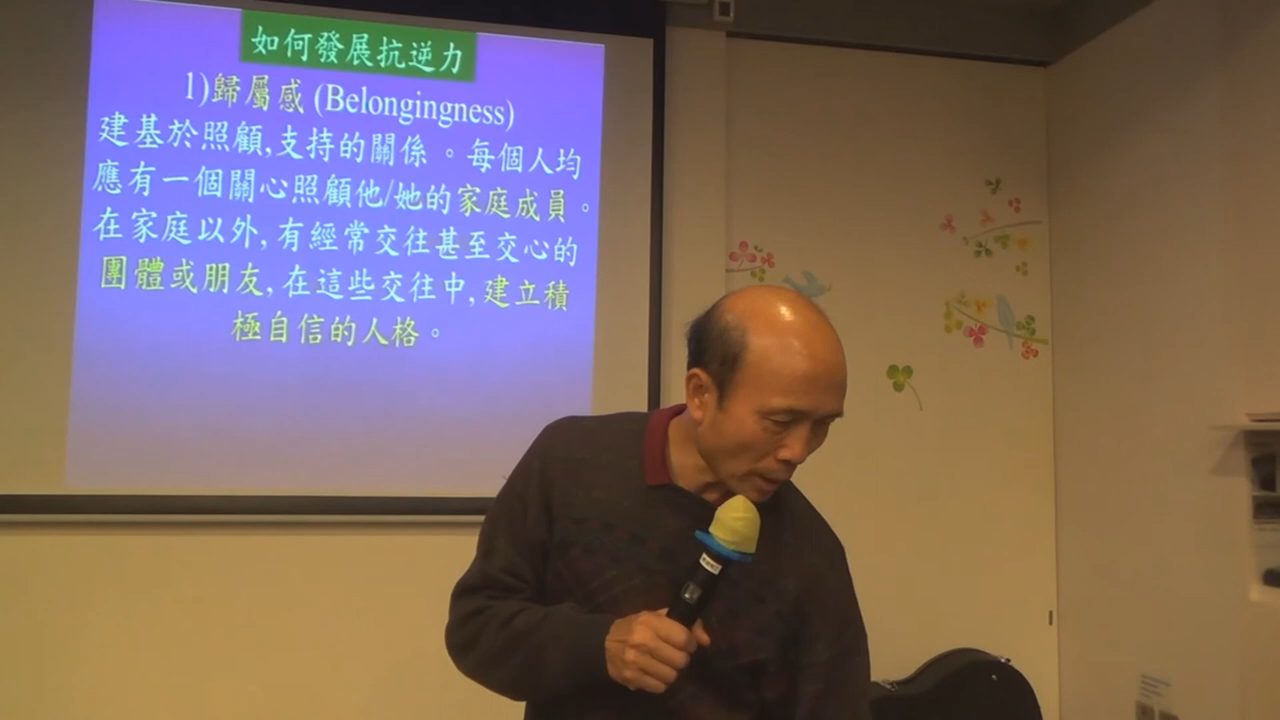 如何發展抗逆力
1)歸屬感 (Belongingness)
建基於照顧,支持的關係。每個人均
應有一個關心照顧他/她的家庭成員。
在家庭以外,有經常交往甚至交心的
團體或朋友,在這些交往中,建立積
極自信的人格。